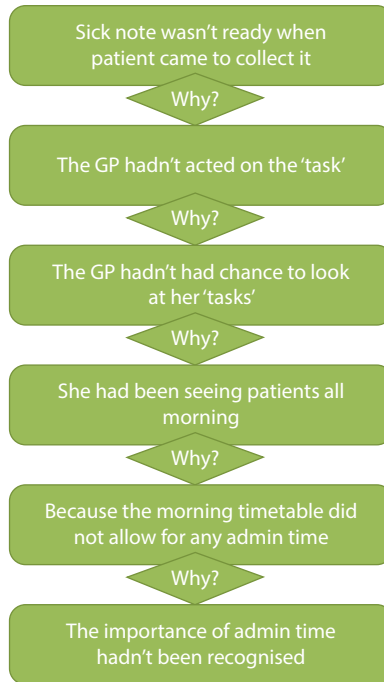 Sick note wasn't ready when
patient came to collect it
Why?
The GP hadn't acted on the ‘task’
Why?
The GP hadn't had chance to look
at her ‘tasks’
Why?
She had been seeing patients all
morning
Why?
Because the morning timetable did
not allow for any admin time
Why?
The importance of admin time
hadn't been recognised